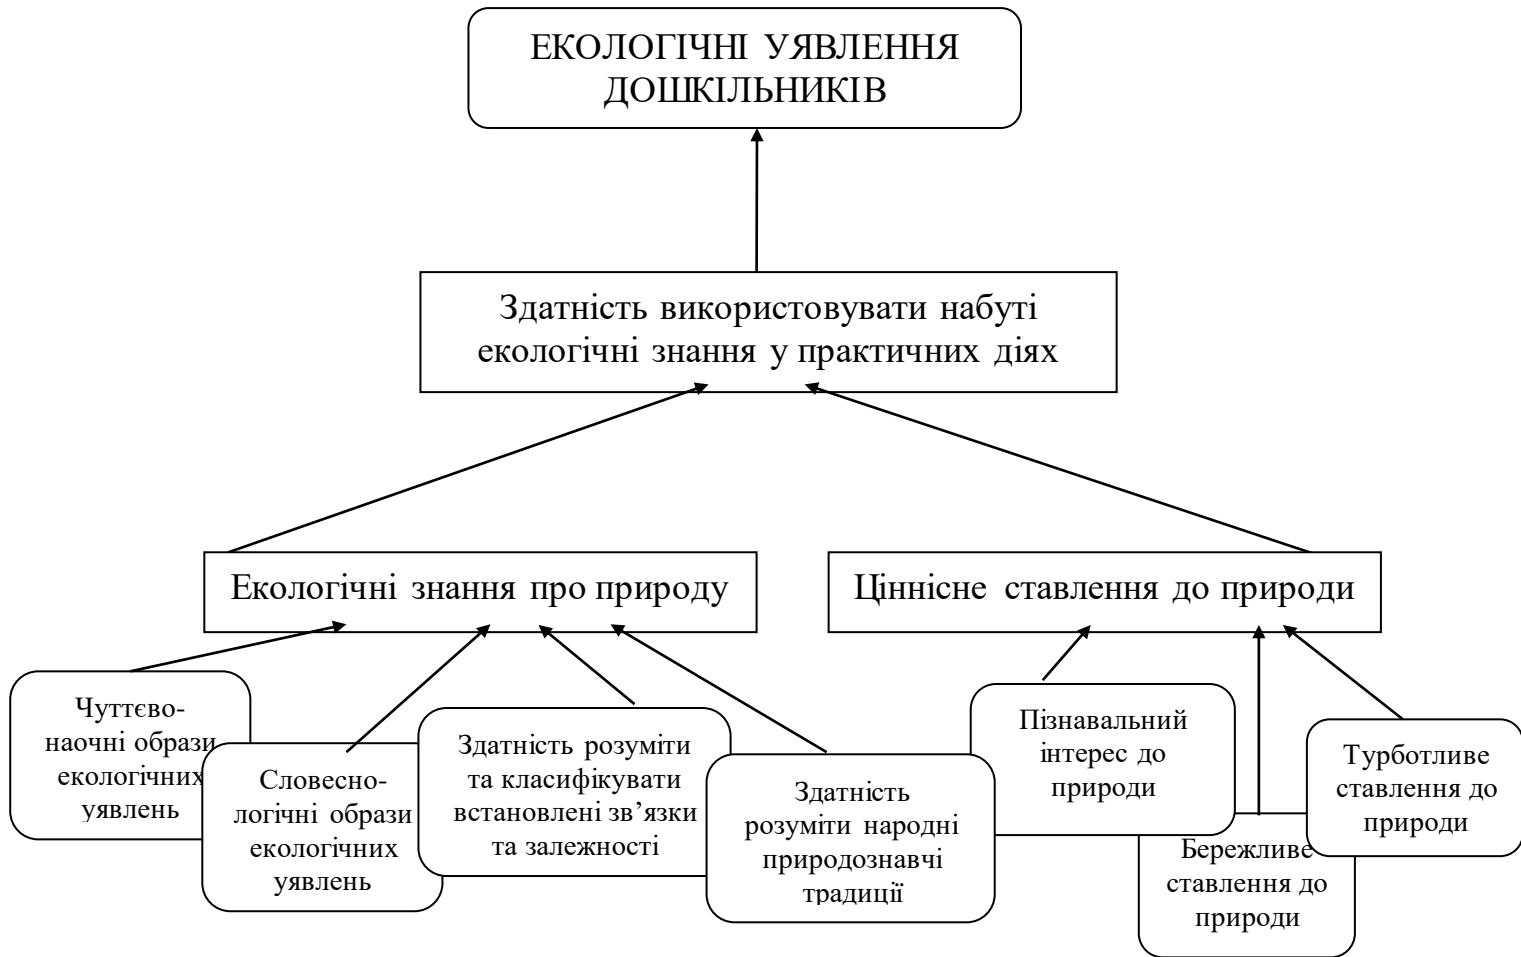 ЕКОЛОГІЧНІ УЯВЛЕННЯ
ДОШКІЛЬНИКІВ
Здатність використовувати набуті
екологічні знання у практичних діях
Екологічні знання про природу
Ціннісне ставлення до природи
Чуттєво-
наочні образи
екологічних
уявлень
Словесно-
логічні образи
екологічних
уявлень
Здатність розуміти
та класифікувати
встановлені зв’язки
та залежності
Здатність
розуміти народні
природознавчі
традиції
Пізнавальний
інтерес до
природи
Бережливе
ставлення до
природи
Турботливе
ставлення до
природи